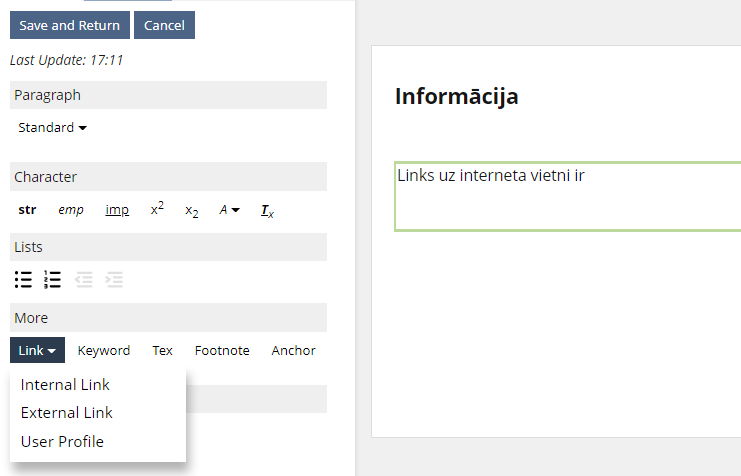 Save and Return Cancel
Last Update: 17:11
Paragraph
Standard
Character
str emp imp x2 x2 A Tx
Lists
More
Link Keyword Tex Footnote Anchor
Internal Link
External Link
User Profile
Informācija
Links uz interneta vietni ir